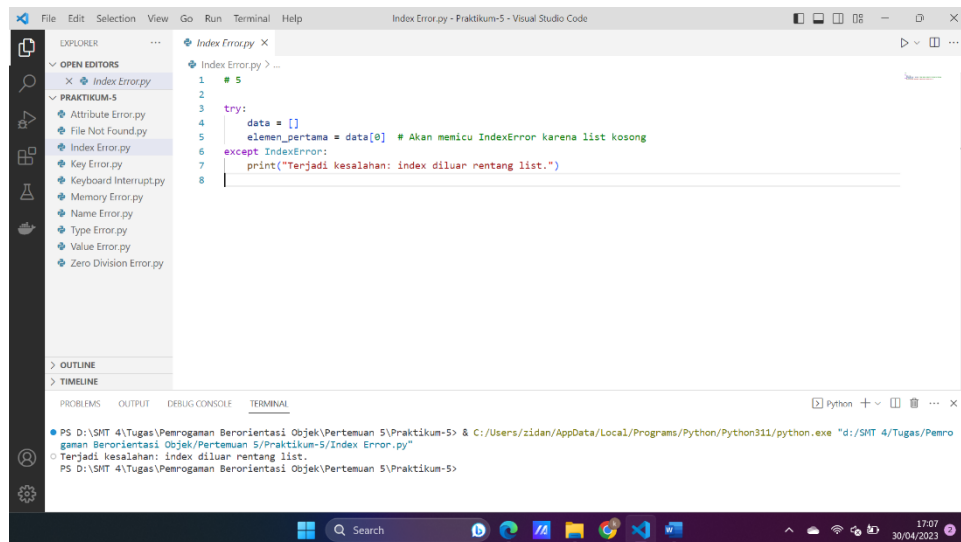 File Edit Selection View Go Run Terminal Help Index Error.py - Praktikum-5 - Visual Studio Code
EXPLORER ...
Index Error.py
OPEN EDITORS
Index Error.py
PRAKTIKUM-5
Attribute Error.py
File Not Found.py
Index Error.py
Key Error.py
Keyboard Interrupt.py
Memory Error.py
Name Error.py
Type Error.py
Value Error.py
Zero Division Error.py
OUTLINE
TIMELINE
Index Error.py > ...
1 # 5
2
3 try:
4 data = []
5 elemen_pertama = data[0] # Akan memicu IndexError karena list kosong
6 except IndexError:
7 print("Terjadi kesalahan: index diluar rentang list.")
8
PROBLEMS OUTPUT DEBUG CONSOLE TERMINAL Python
PS D:\SMT 4\Tugas\Pemrogaman Berorientasi Objek\Pertemuan 5\Praktikum-5> & C:/Users/zidan/AppData/Local/Programs/Python/Python311/python.exe "d:/SMT 4/Tugas/Pemro
gaman Berorientasi Objek/Pertemuan 5/Praktikum-5/Index Error.py"
Terjadi kesalahan: index diluar rentang list.
PS D:\SMT 4\Tugas\Pemrogaman Berorientasi Objek\Pertemuan 5\Praktikum-5>
Search
17:07
30/04/2023 2